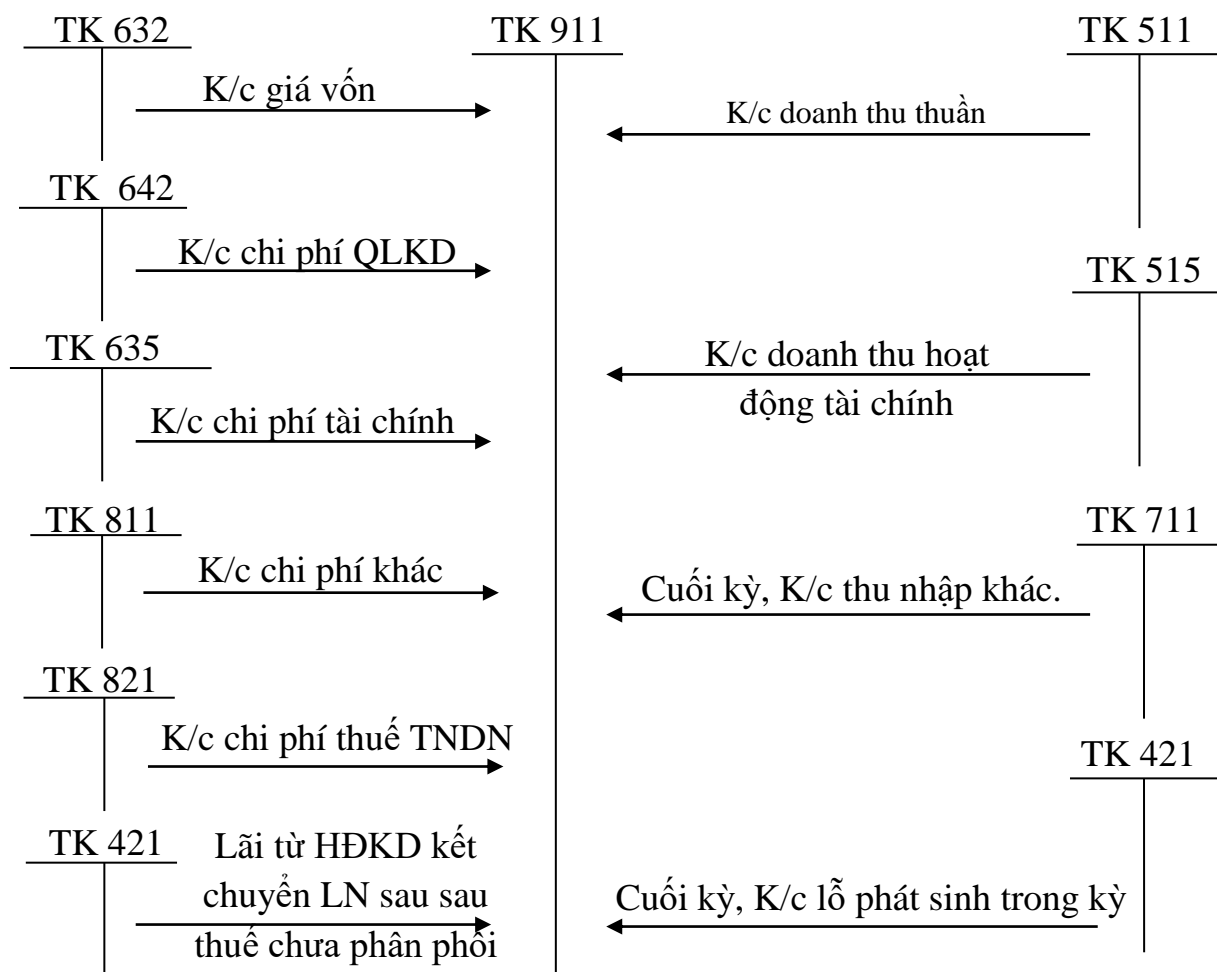 TK 632
TK 911
TK 511
K/c giá vốn
K/c doanh thu thuần
TK 642
K/c chi phí QLKD
TK 515
TK 635
K/c doanh thu hoạt
động tài chính
K/c chi phí tài chính
TK 811
TK 711
K/c chi phí khác
Cuối kỳ, K/c thu nhập khác.
TK 821
K/c chi phí thuế TNDN
TK 421
TK 421
Lãi từ HĐKD kết
chuyển LN sau sau
thuế chưa phân phối
Cuối kỳ, K/c lỗ phát sinh trong kỳ